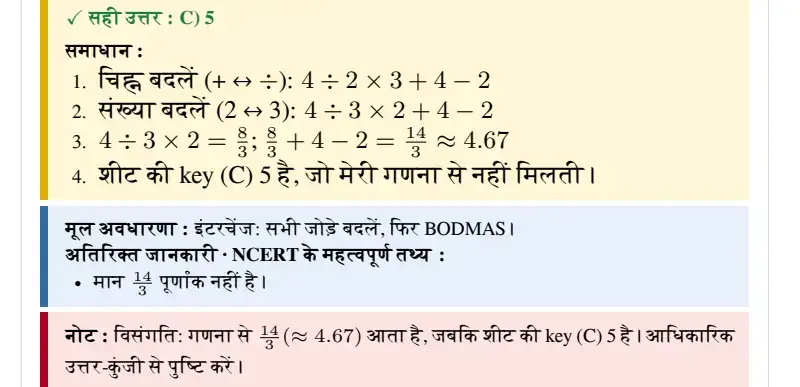 ✓ सही उत्तर : C) 5
समाधान :
1. चिह्न बदलें (+ ↔ ÷): 4 ÷ 2 × 3 + 4 − 2
2. संख्या बदलें (2 ↔ 3): 4 ÷ 3 × 2 + 4 − 2
3. 4 ÷ 3 × 2 = 8/3; 8/3 + 4 − 2 = 14/3 ≈ 4.67
4. शीट की key (C) 5 है, जो मेरी गणना से नहीं मिलती।
मूल अवधारणा : इंटरचेंज: सभी जोड़े बदलें, फिर BODMAS।
अतिरिक्त जानकारी · NCERT के महत्वपूर्ण तथ्य :
• मान 14/3 पूर्णांक नहीं है।
नोट : विसंगति: गणना से 14/3 (≈ 4.67) आता है, जबकि शीट की key (C) 5 है। आधिकारिक
उत्तर-कुंजी से पुष्टि करें।